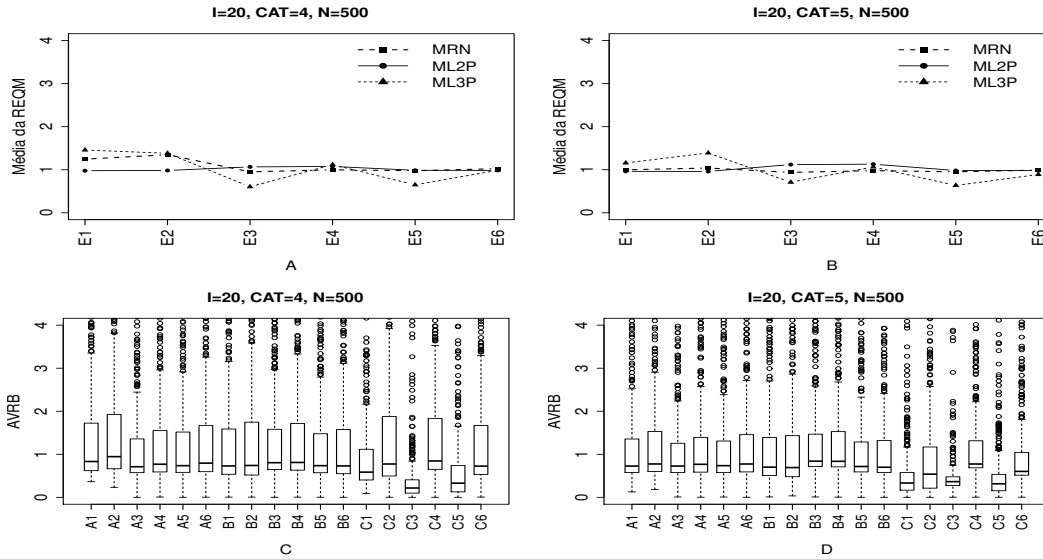 I=20, CAT=4, N=500
Média da REQM
4
3
2
1
0
MRN
ML2P
ML3P
E1 E2 E3 E4 E5 E6
A
I=20, CAT=5, N=500
Média da REQM
4
3
2
1
0
MRN
ML2P
ML3P
E1 E2 E3 E4 E5 E6
B
I=20, CAT=4, N=500
AVRB
4
3
2
1
0
A1 A2 A3 A4 A5 A6 B1 B2 B3 B4 B5 B6 C1 C2 C3 C4 C5 C6
C
I=20, CAT=5, N=500
AVRB
4
3
2
1
0
A1 A2 A3 A4 A5 A6 B1 B2 B3 B4 B5 B6 C1 C2 C3 C4 C5 C6
D